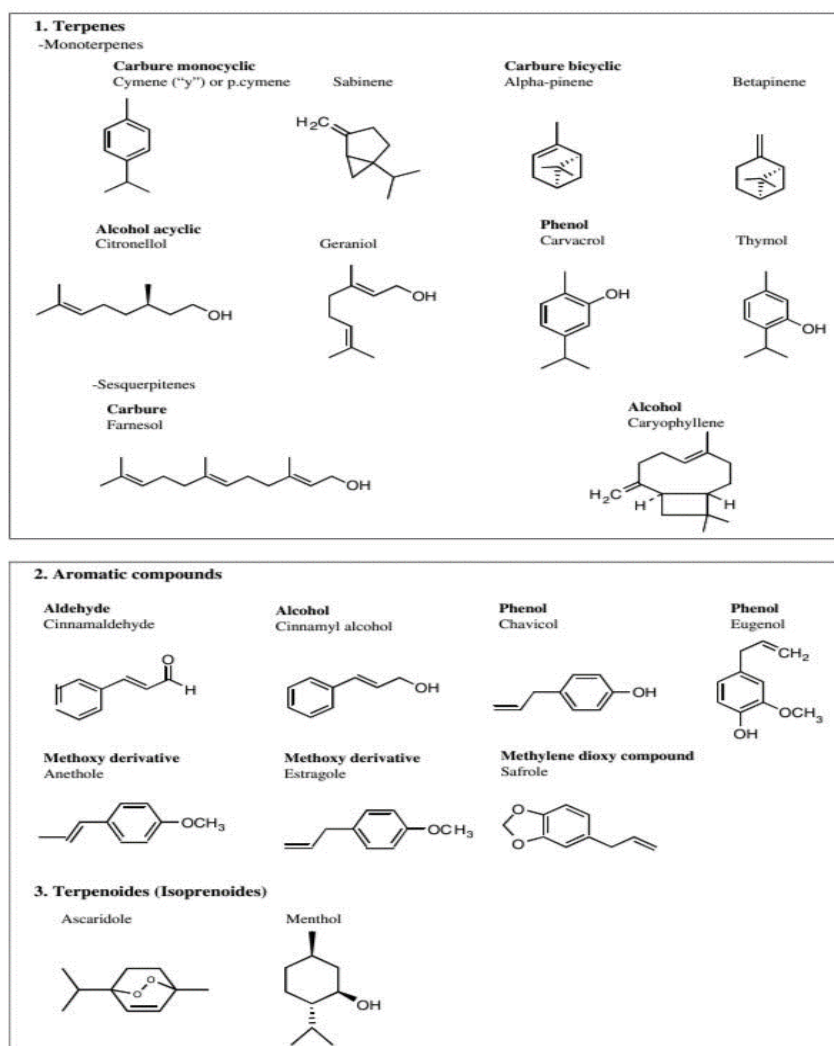 1. Terpenes
-Monoterpenes
Carbure monocyclic Carbure bicyclic
Cymene (“y”) or p.cymene Sabinene Alpha-pinene Betapinene
H₂C
Alcohol acyclic Phenol
Citronellol Geraniol Carvacrol Thymol
OH OH OH OH
-Sesquerpitenes
Carbure Alcohol
Farnesol Caryophyllene
OH H₂C H H
2. Aromatic compounds
Aldehyde Alcohol Phenol Phenol
Cinnamaldehyde Cinnamyl alcohol Chavicol Eugenol
O H OH OH CH₂ OCH₃ OH
Methoxy derivative Methoxy derivative Methylene dioxy compound
Anethole Estragole Safrole
OCH₃ OCH₃ O O
3. Terpenoides (Isoprenoides)
Ascaridole Menthol
O O OH